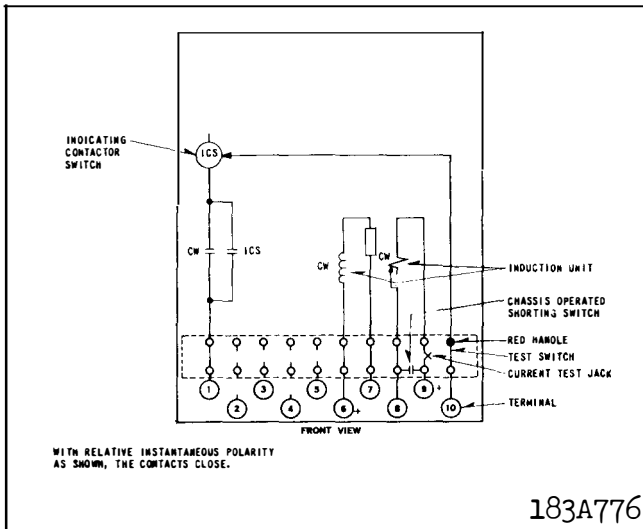 INDICATING
CONTACTOR
SWITCH
ICS
CW
ICS
CW
CW
INDUCTION UNIT
CHASSIS OPERATED
SHORTING SWITCH
RED HANDLE
TEST SWITCH
CURRENT TEST JACK
1
3
5
7
9 +
2
4
6 +
8
10
TERMINAL
FRONT VIEW
WITH RELATIVE INSTANTANEOUS POLARITY
AS SHOWN, THE CONTACTS CLOSE.
183A776